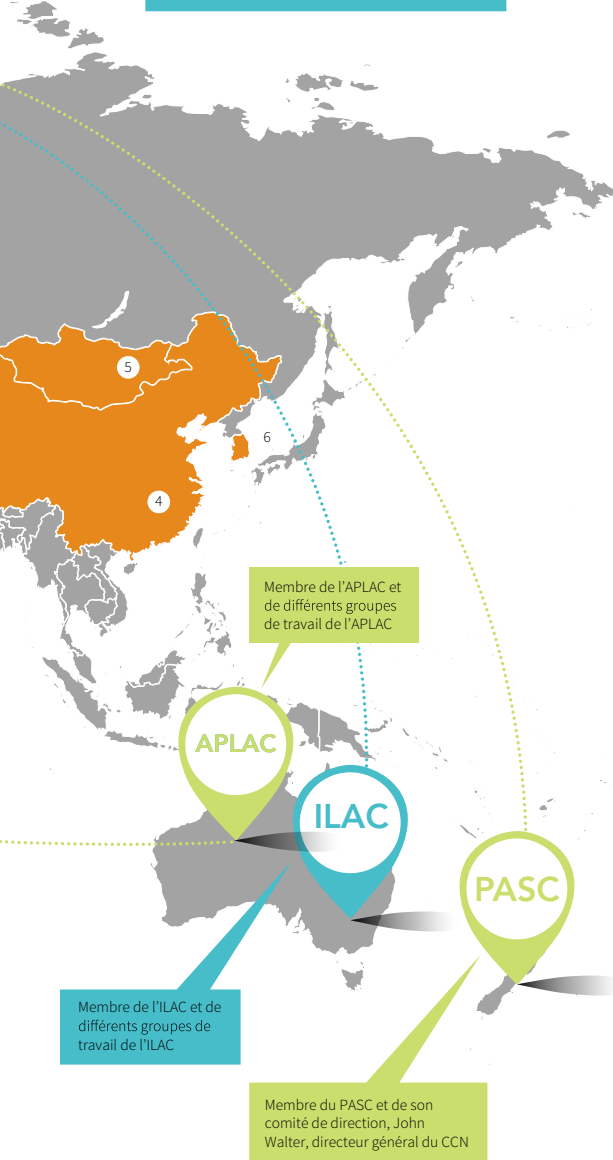 5
6
4
Membre de l’APLAC et
de différents groupes
de travail de l’APLAC
APLAC
ILAC
PASC
Membre de l’ILAC et de
différents groupes de
travail de l’ILAC
Membre du PASC et de son
comité de direction, John
Walter, directeur général du CCN